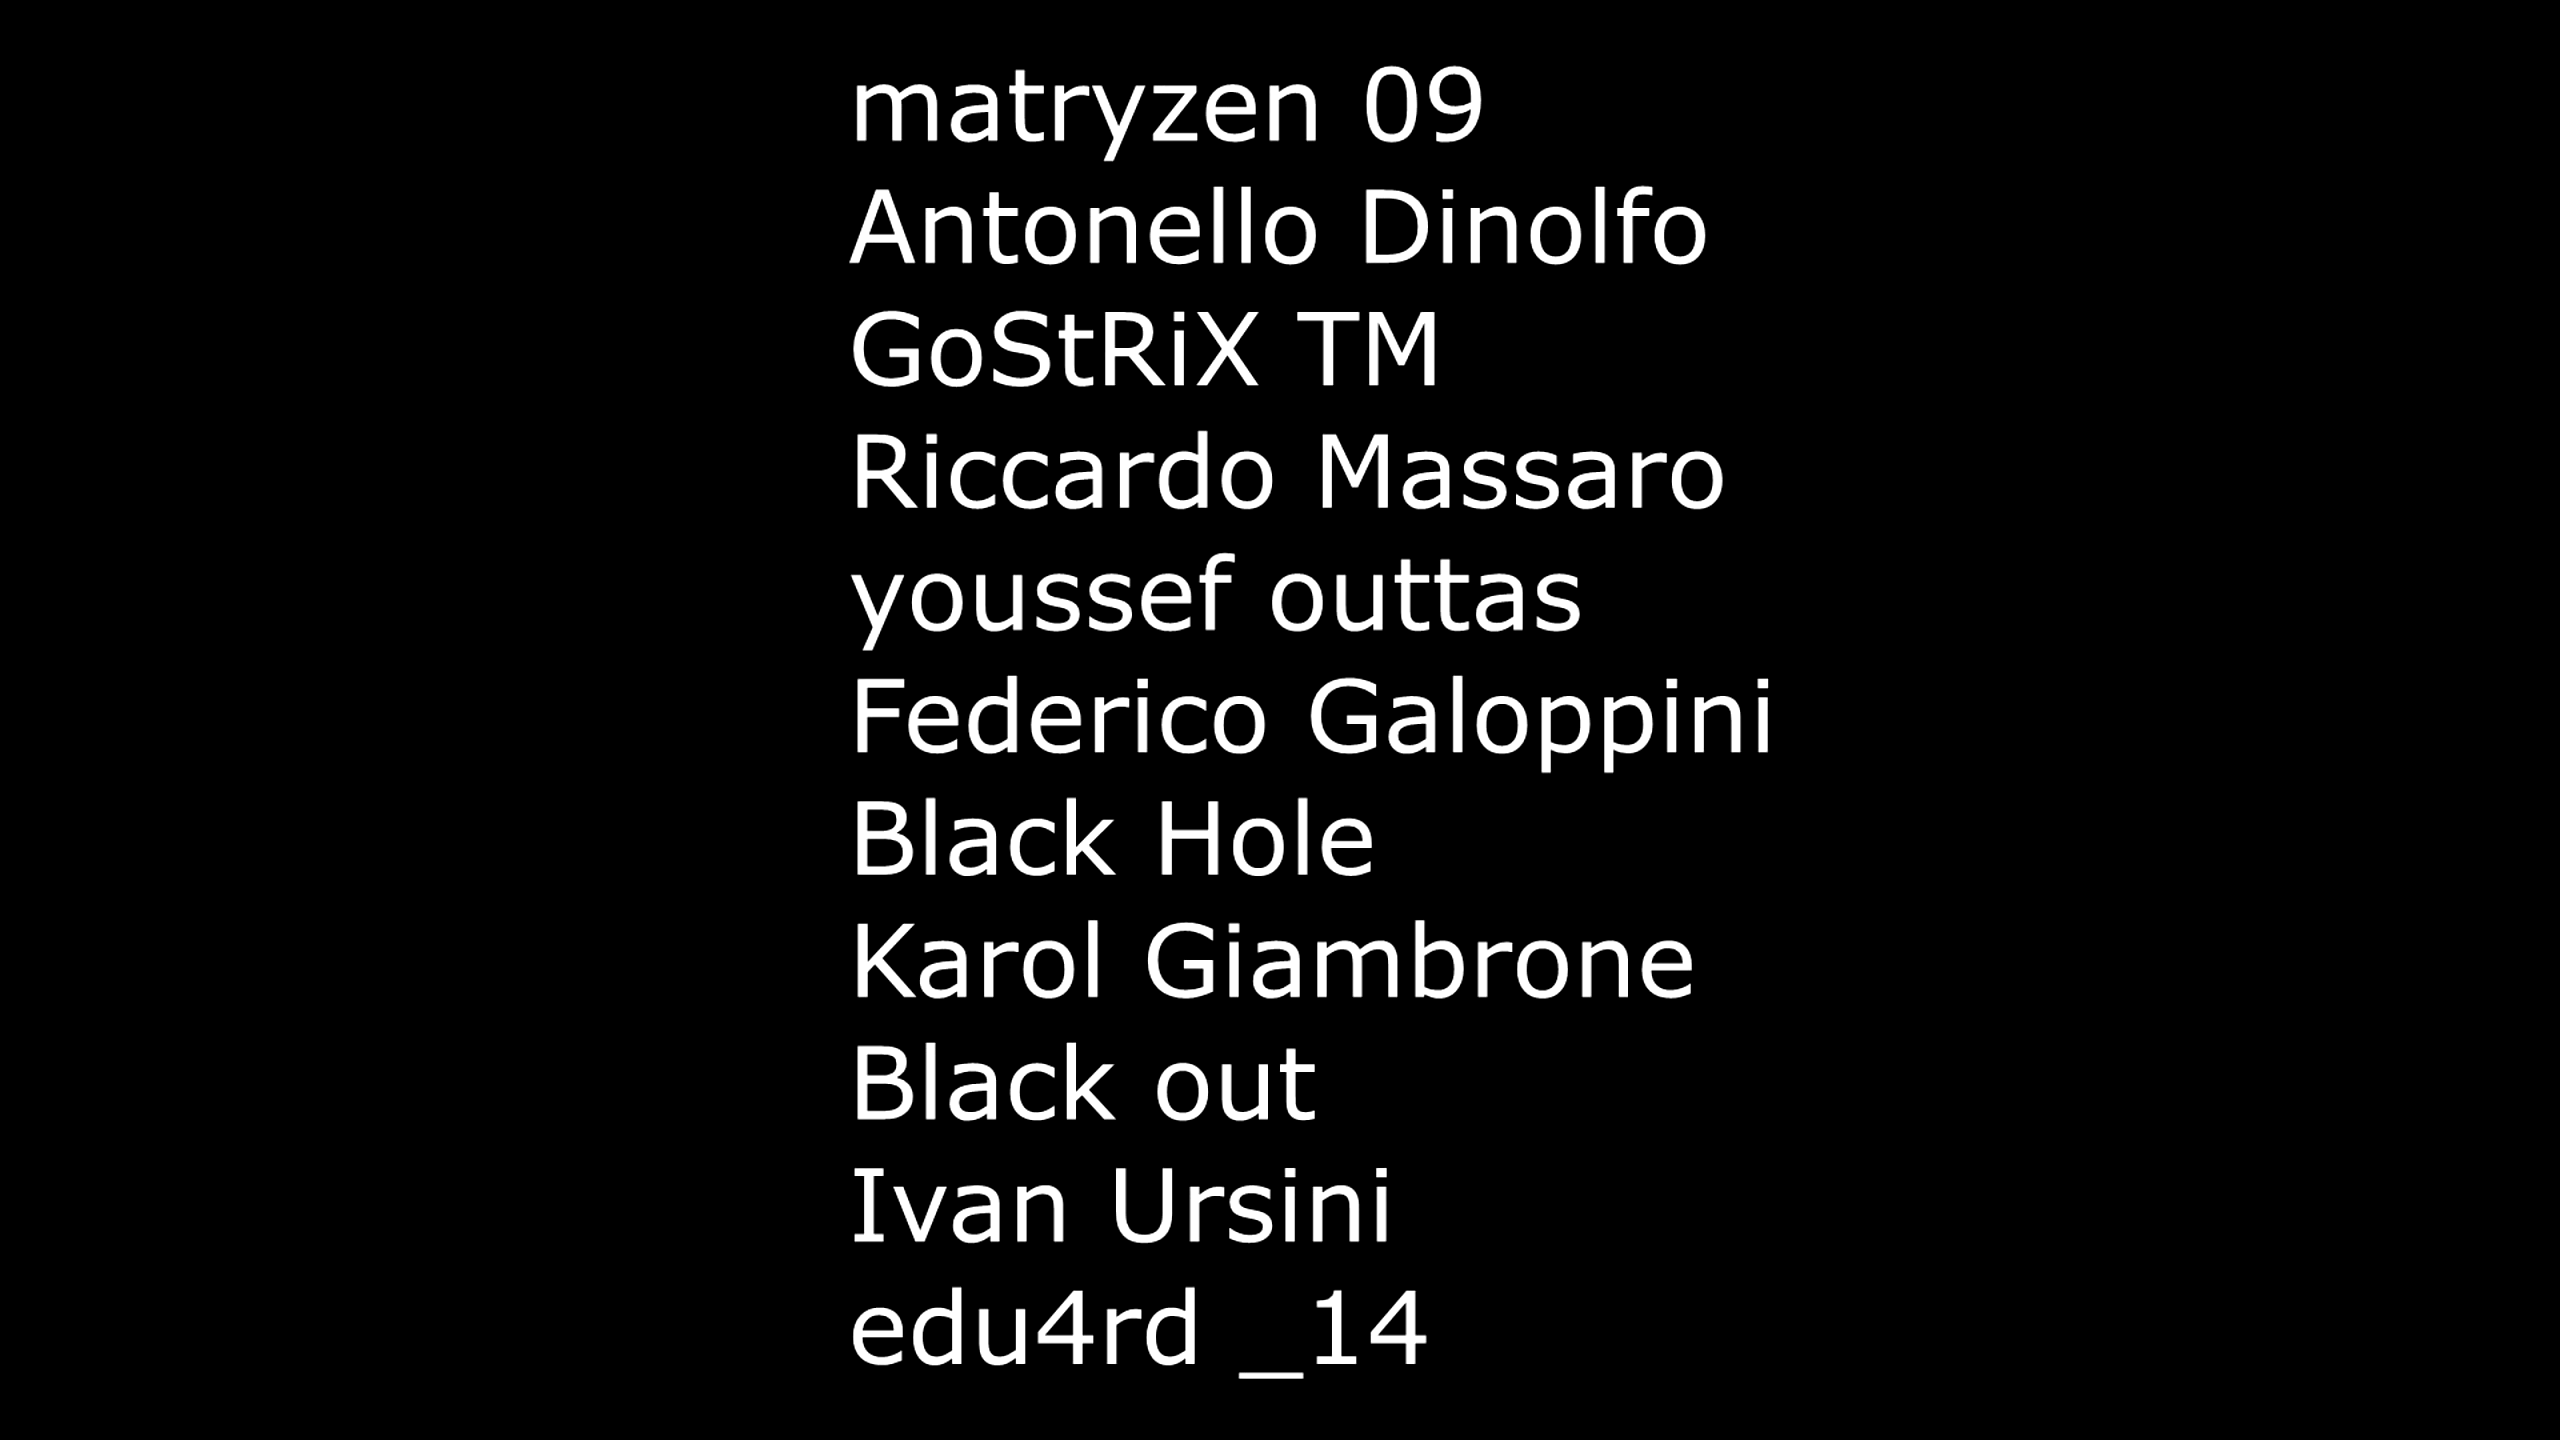 matryzen 09
Antonello Dinolfo
GoStRiX TM
Riccardo Massaro
youssef outtas
Federico Galoppini
Black Hole
Karol Giambrone
Black out
Ivan Ursini
edu4rd _14